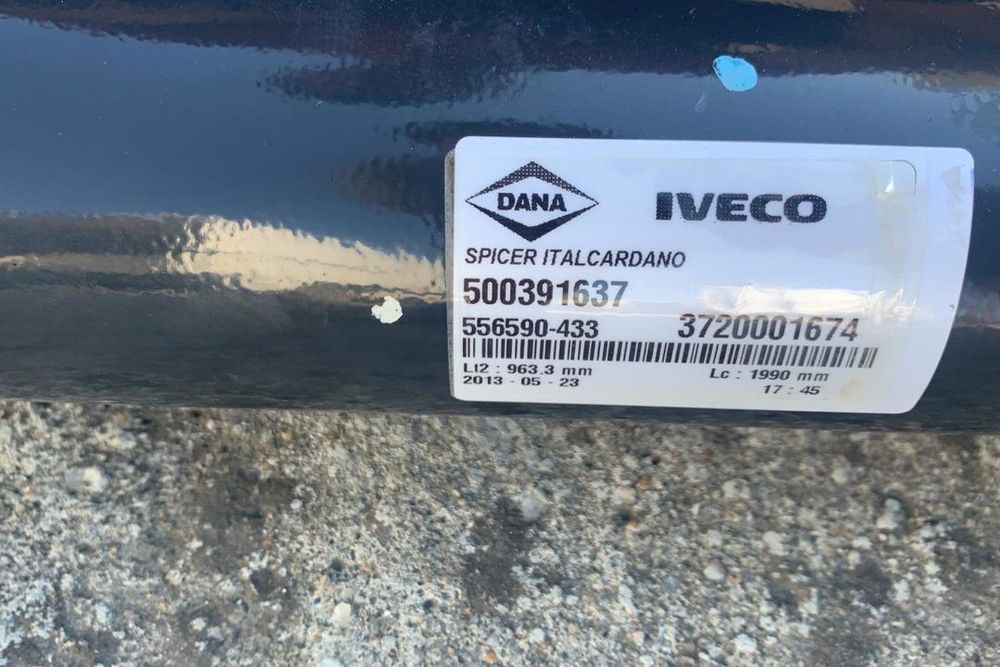 DANA IVECO
SPICER ITALCARDANO
500391637
556590-433 3720001674
Ll2 : 963.3 mm Lc : 1990 mm
2013 - 05 - 23 17 : 45